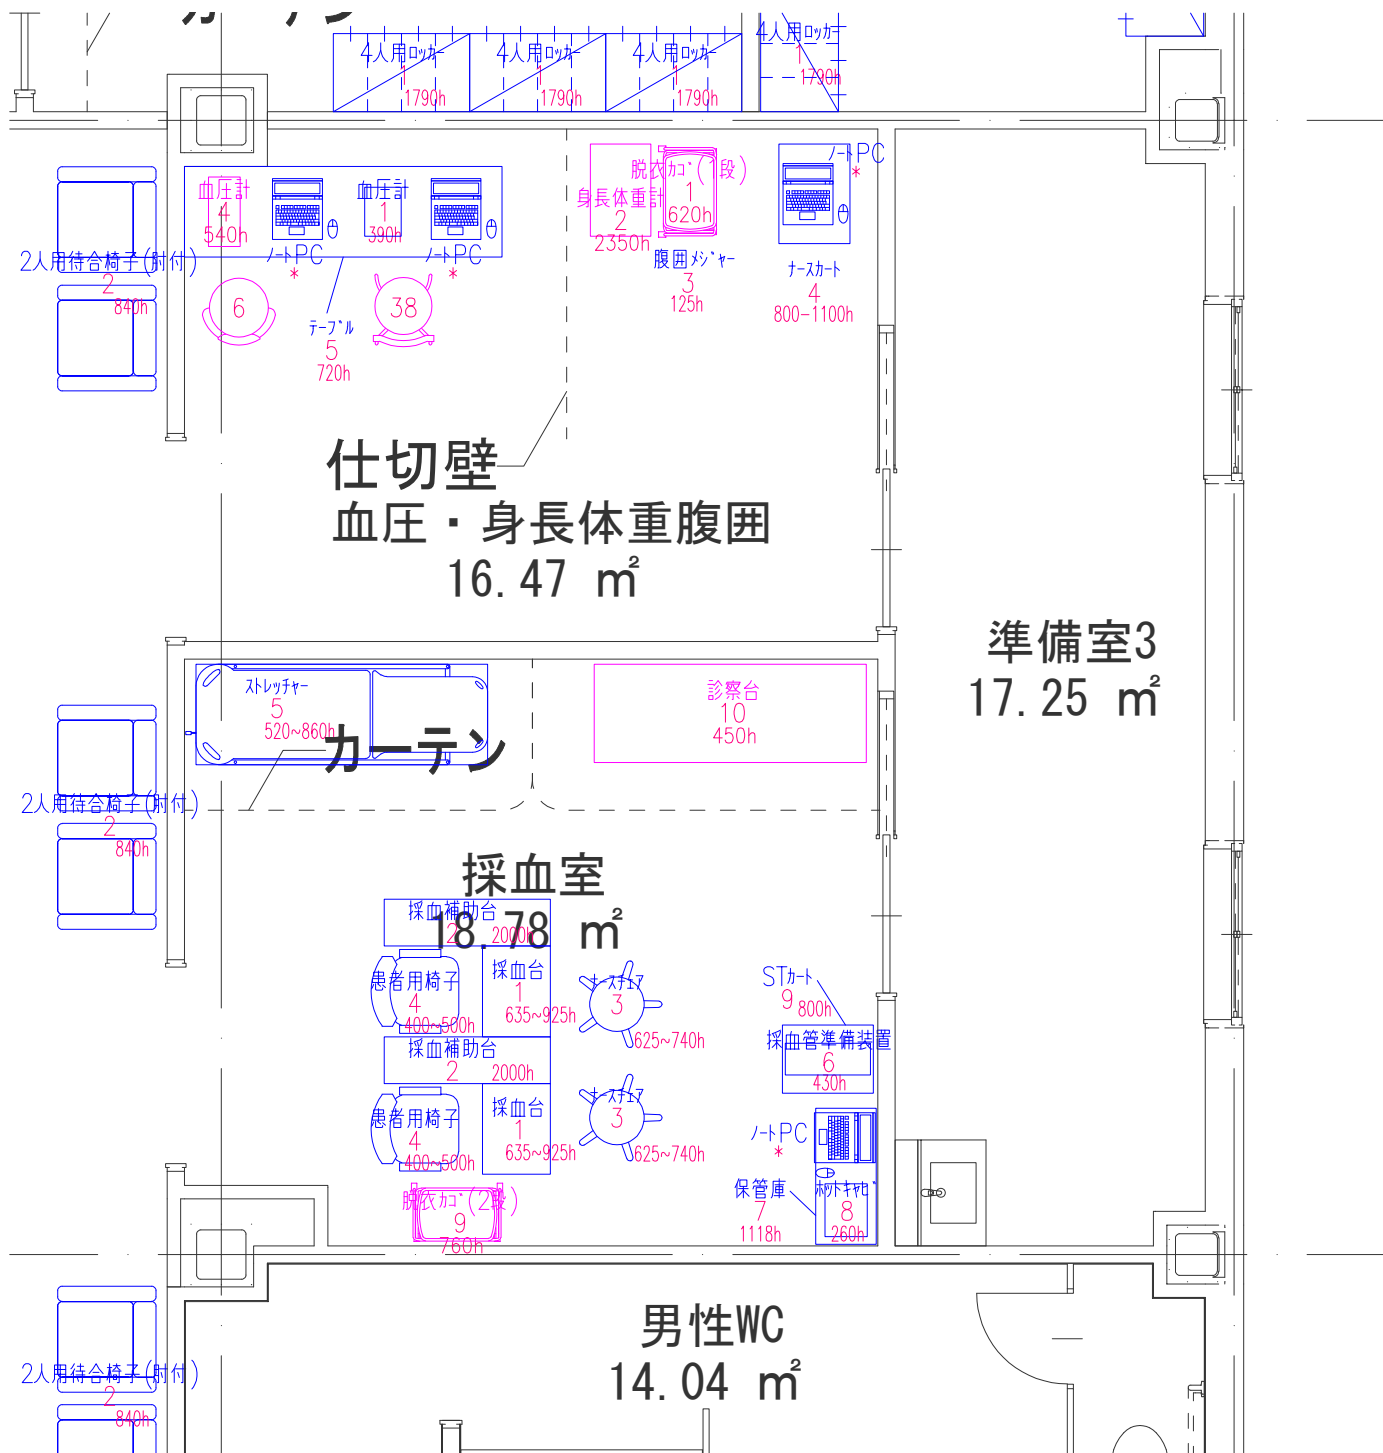 カーテン
4人用ロッカー
1
1790h
4人用ロッカー
1
1790h
4人用ロッカー
1
1790h
4人用ロッカー
1
1790h
血圧計
4
540h
ノートPC
*
血圧計
1
390h
ノートPC
*
身長体重計
2
2350h
脱衣カゴ(1段)
1
620h
ノートPC
*
腹囲メジャー
3
125h
ナースカート
4
800-1100h
2人用待合椅子(肘付)
2
840h
6
テーブル
5
720h
38
仕切壁
血圧・身長体重腹囲
16.47 ㎡
準備室3
17.25 ㎡
ストレッチャー
5
520~860h
カーテン
診察台
10
450h
2人用待合椅子(肘付)
2
840h
採血室
18.78 ㎡
採血補助台
2
2000h
患者用椅子
4
400~500h
採血台
1
635~925h
ナースチェア
3
625~740h
STカート
9
800h
採血管準備装置
6
430h
採血補助台
2
2000h
患者用椅子
4
400~500h
採血台
1
635~925h
ナースチェア
3
625~740h
ノートPC
*
保管庫
7
1118h
ホットキャビ
8
260h
脱衣カゴ(2段)
9
760h
男性WC
14.04 ㎡
2人用待合椅子(肘付)
2
840h